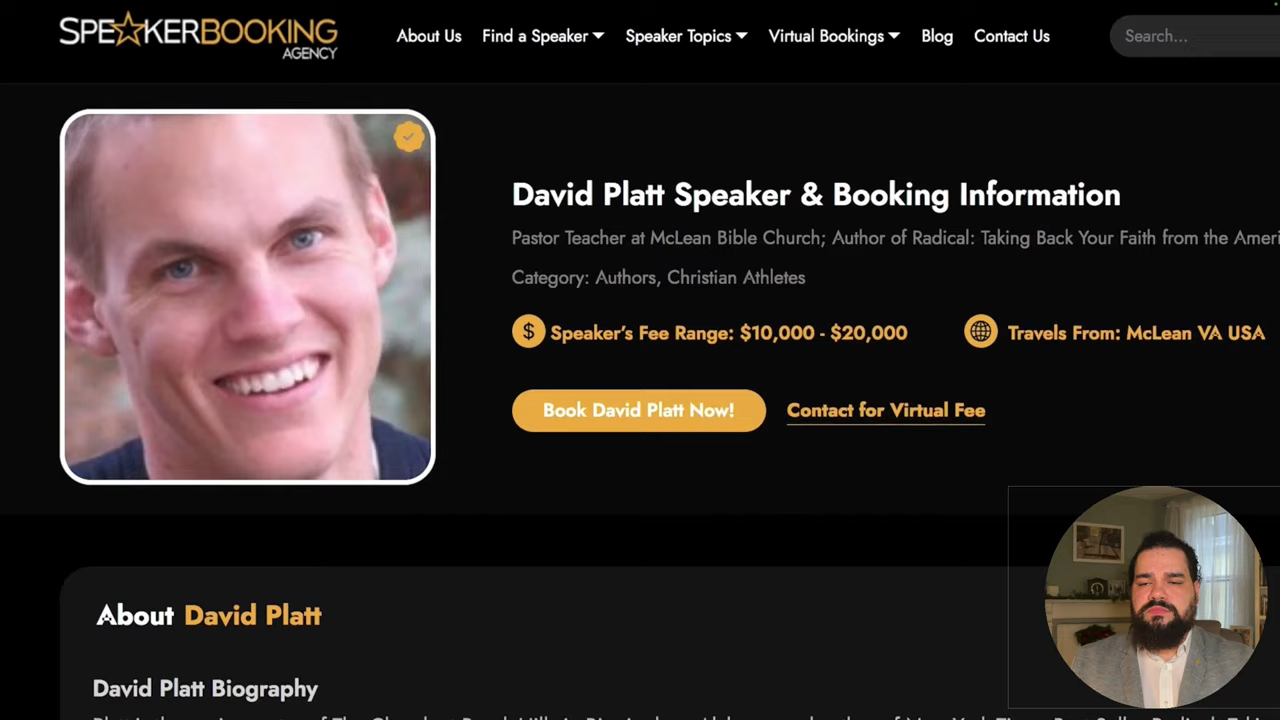 SPEAKERBOOKING
AGENCY
About Us
Find a Speaker
Speaker Topics
Virtual Bookings
Blog
Contact Us
Search...
David Platt Speaker & Booking Information
Pastor Teacher at McLean Bible Church; Author of Radical: Taking Back Your Faith from the Ameri
Category: Authors, Christian Athletes
$ Speaker's Fee Range: $10,000 - $20,000
Travels From: McLean VA USA
Book David Platt Now!
Contact for Virtual Fee
About David Platt
David Platt Biography